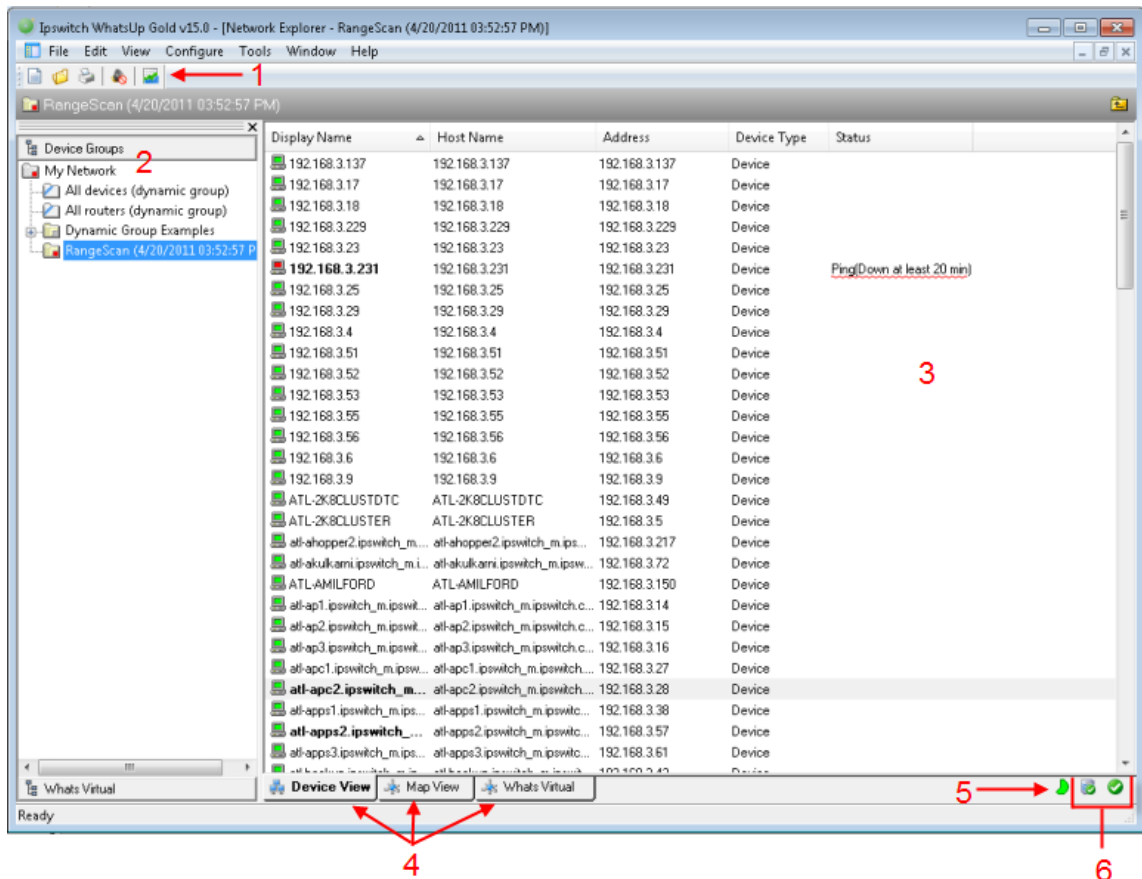 Ipswitch WhatsUp Gold v15.0 - [Network Explorer - RangeScan (4/20/2011 03:52:57 PM)]
File Edit View Configure Tools Window Help
1
RangeScan (4/20/2011 03:52:57 PM)
Device Groups
2
My Network
All devices (dynamic group)
All routers (dynamic group)
Dynamic Group Examples
RangeScan (4/20/2011 03:52:57 P
Whats Virtual
Display Name Host Name Address Device Type Status
192.168.3.137 192.168.3.137 192.168.3.137 Device
192.168.3.17 192.168.3.17 192.168.3.17 Device
192.168.3.18 192.168.3.18 192.168.3.18 Device
192.168.3.229 192.168.3.229 192.168.3.229 Device
192.168.3.23 192.168.3.23 192.168.3.23 Device
192.168.3.231 192.168.3.231 192.168.3.231 Device Ping(Down at least 20 min)
192.168.3.25 192.168.3.25 192.168.3.25 Device
192.168.3.29 192.168.3.29 192.168.3.29 Device
192.168.3.4 192.168.3.4 192.168.3.4 Device
192.168.3.51 192.168.3.51 192.168.3.51 Device
192.168.3.52 192.168.3.52 192.168.3.52 Device
3
192.168.3.53 192.168.3.53 192.168.3.53 Device
192.168.3.55 192.168.3.55 192.168.3.55 Device
192.168.3.56 192.168.3.56 192.168.3.56 Device
192.168.3.6 192.168.3.6 192.168.3.6 Device
192.168.3.9 192.168.3.9 192.168.3.9 Device
ATL-2K8CLUSTDTC ATL-2K8CLUSTDTC 192.168.3.49 Device
ATL-2K8CLUSTER ATL-2K8CLUSTER 192.168.3.5 Device
atl-ahopper2.ipswitch_m.... atl-ahopper2.ipswitch_m.ips... 192.168.3.217 Device
atl-akulkarni.ipswitch_m.i... atl-akulkarni.ipswitch_m.ipsw... 192.168.3.72 Device
ATL-AMILFORD ATL-AMILFORD 192.168.3.150 Device
atl-ap1.ipswitch_m.ipswit... atl-ap1.ipswitch_m.ipswitch.c... 192.168.3.14 Device
atl-ap2.ipswitch_m.ipswit... atl-ap2.ipswitch_m.ipswitch.c... 192.168.3.15 Device
atl-ap3.ipswitch_m.ipswit... atl-ap3.ipswitch_m.ipswitch.c... 192.168.3.16 Device
atl-apc1.ipswitch_m.ipsw... atl-apc1.ipswitch_m.ipswitch.... 192.168.3.27 Device
atl-apc2.ipswitch_m... atl-apc2.ipswitch_m.ipswitch.... 192.168.3.28 Device
atl-apps1.ipswitch_m.ips... atl-apps1.ipswitch_m.ipswitc... 192.168.3.38 Device
atl-apps2.ipswitch_... atl-apps2.ipswitch_m.ipswitc... 192.168.3.57 Device
atl-apps3.ipswitch_m.ips... atl-apps3.ipswitch_m.ipswitc... 192.168.3.61 Device
Device View Map View Whats Virtual
5
Ready
4
6